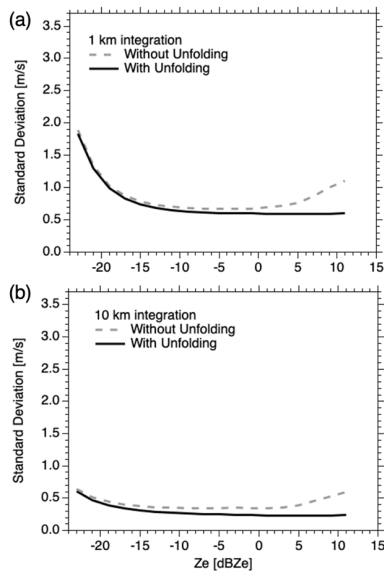 (a)
3.5
3.0
2.5
2.0
1.5
1.0
0.5
0.0
Standard Deviation [m/s]
1 km integration
Without Unfolding
With Unfolding
-20 -15 -10 -5 0 5 10 15
(b)
3.5
3.0
2.5
2.0
1.5
1.0
0.5
0.0
Standard Deviation [m/s]
10 km integration
Without Unfolding
With Unfolding
-20 -15 -10 -5 0 5 10 15
Ze [dBZe]